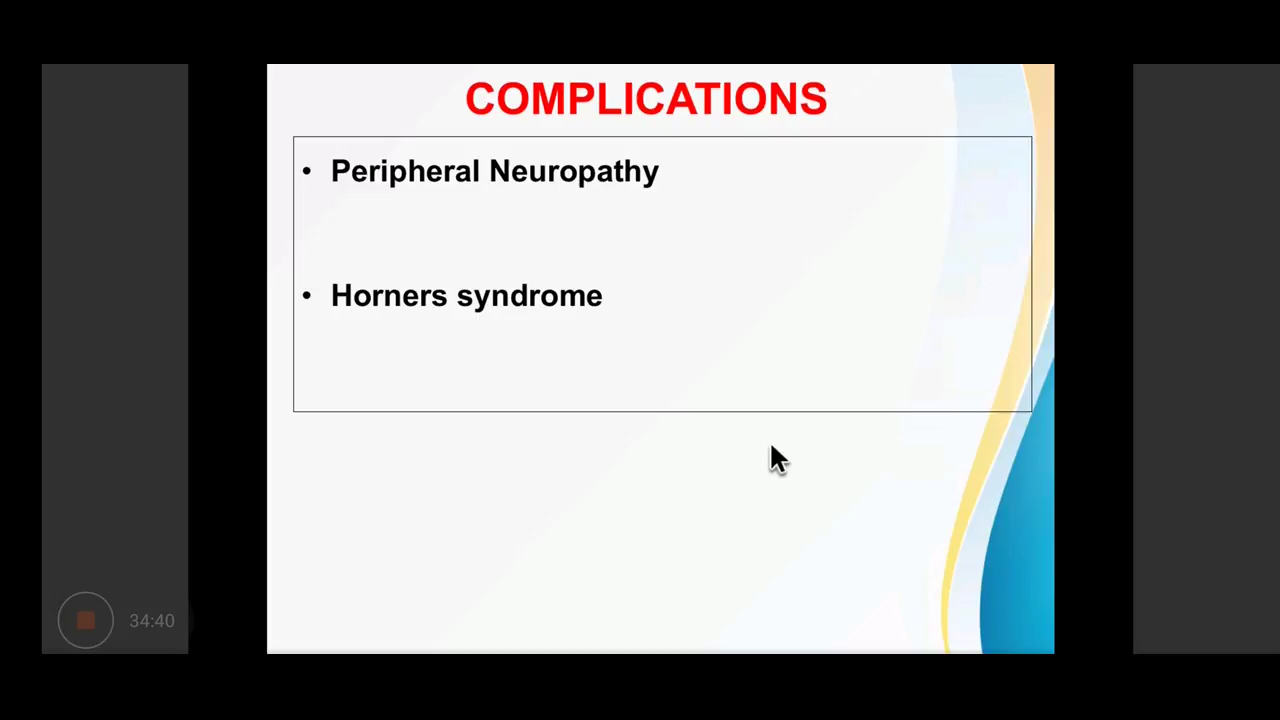 COMPLICATIONS
• Peripheral Neuropathy
• Horners syndrome
34:40